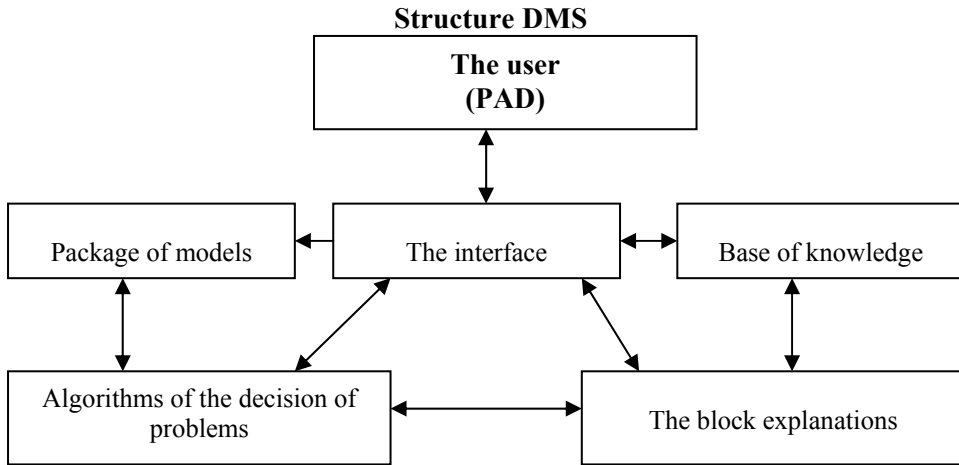 Structure DMS
The user
(PAD)
Package of models
The interface
Base of knowledge
Algorithms of the decision of
problems
The block explanations